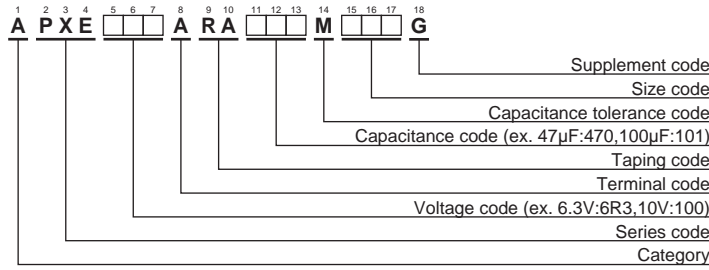 1 2 3 4 5 6 7 8 9 10 11 12 13 14 15 16 17 18
A P X E A R A M G
Supplement code
Size code
Capacitance tolerance code
Capacitance code (ex. 47µF:470,100µF:101)
Taping code
Terminal code
Voltage code (ex. 6.3V:6R3,10V:100)
Series code
Category